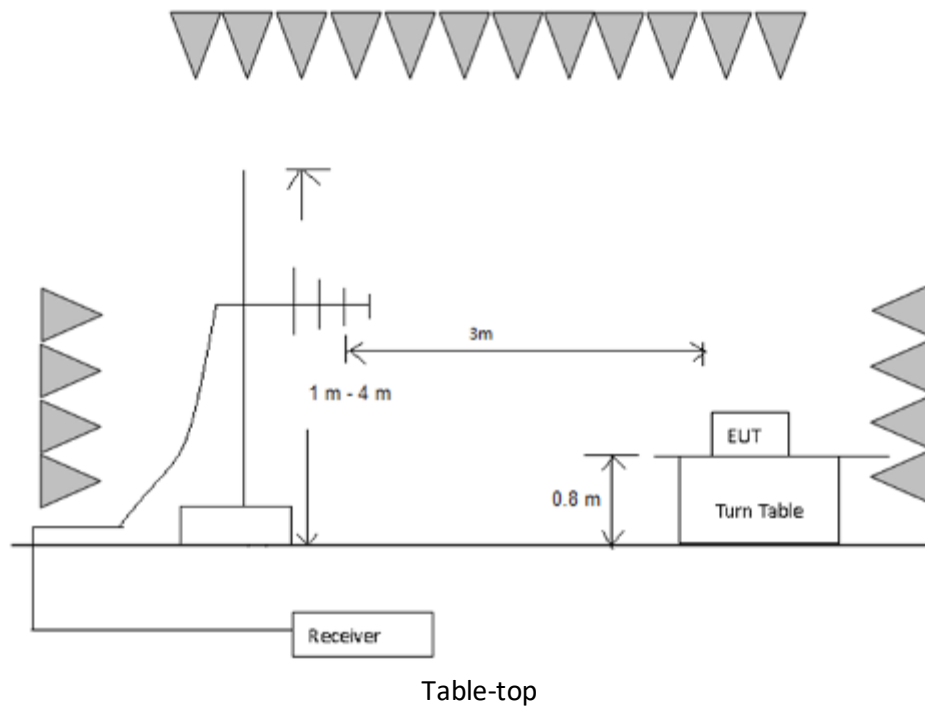 3m
1 m - 4 m
EUT
0.8 m
Turn Table
Receiver
Table-top